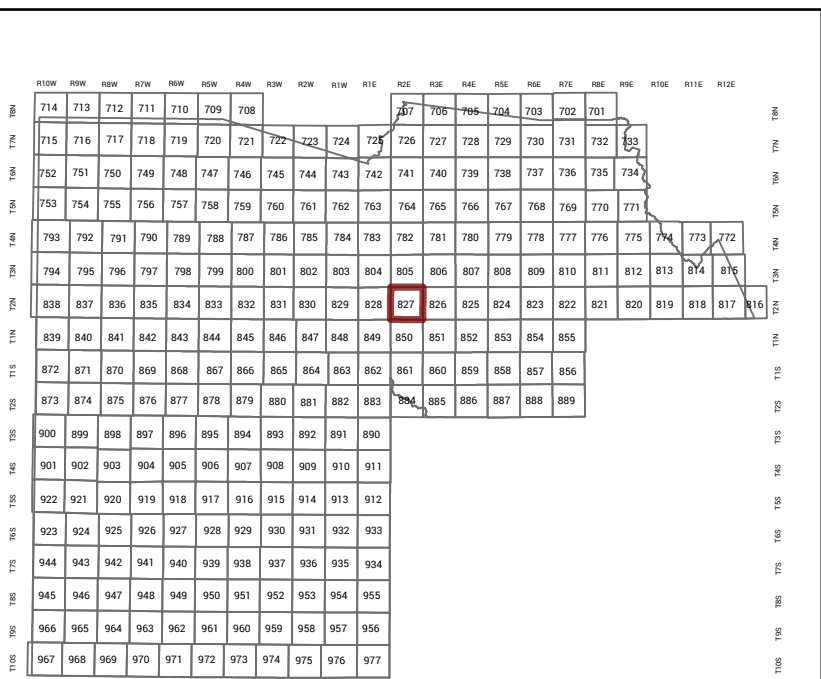 R10W R9W R8W R7W R6W R5W R4W R3W R2W R1W R1E R2E R3E R4E R5E R6E R7E R8E R9E R10E R11E R12E
T8N 714 713 712 711 710 709 708 707 706 705 704 703 702 701 T8N
T7N 715 716 717 718 719 720 721 722 723 724 725 726 727 728 729 730 731 732 733 T7N
T6N 752 751 750 749 748 747 746 745 744 743 742 741 740 739 738 737 736 735 734 T6N
T5N 753 754 755 756 757 758 759 760 761 762 763 764 765 766 767 768 769 770 771 T5N
T4N 793 792 791 790 789 788 787 786 785 784 783 782 781 780 779 778 777 776 775 774 773 772 T4N
T3N 794 795 796 797 798 799 800 801 802 803 804 805 806 807 808 809 810 811 812 813 814 815 T3N
T2N 838 837 836 835 834 833 832 831 830 829 828 827 826 825 824 823 822 821 820 819 818 817 816 T2N
T1N 839 840 841 842 843 844 845 846 847 848 849 850 851 852 853 854 855 T1N
T1S 872 871 870 869 868 867 866 865 864 863 862 861 860 859 858 857 856 T1S
T2S 873 874 875 876 877 878 879 880 881 882 883 884 885 886 887 888 889 T2S
T3S 900 899 898 897 896 895 894 893 892 891 890 T3S
T4S 901 902 903 904 905 906 907 908 909 910 911 T4S
T5S 922 921 920 919 918 917 916 915 914 913 912 T5S
T6S 923 924 925 926 927 928 929 930 931 932 933 T6S
T7S 944 943 942 941 940 939 938 937 936 935 934 T7S
T8S 945 946 947 948 949 950 951 952 953 954 955 T8S
T9S 966 965 964 963 962 961 960 959 958 957 956 T9S
T10S 967 968 969 970 971 972 973 974 975 976 977 T10S